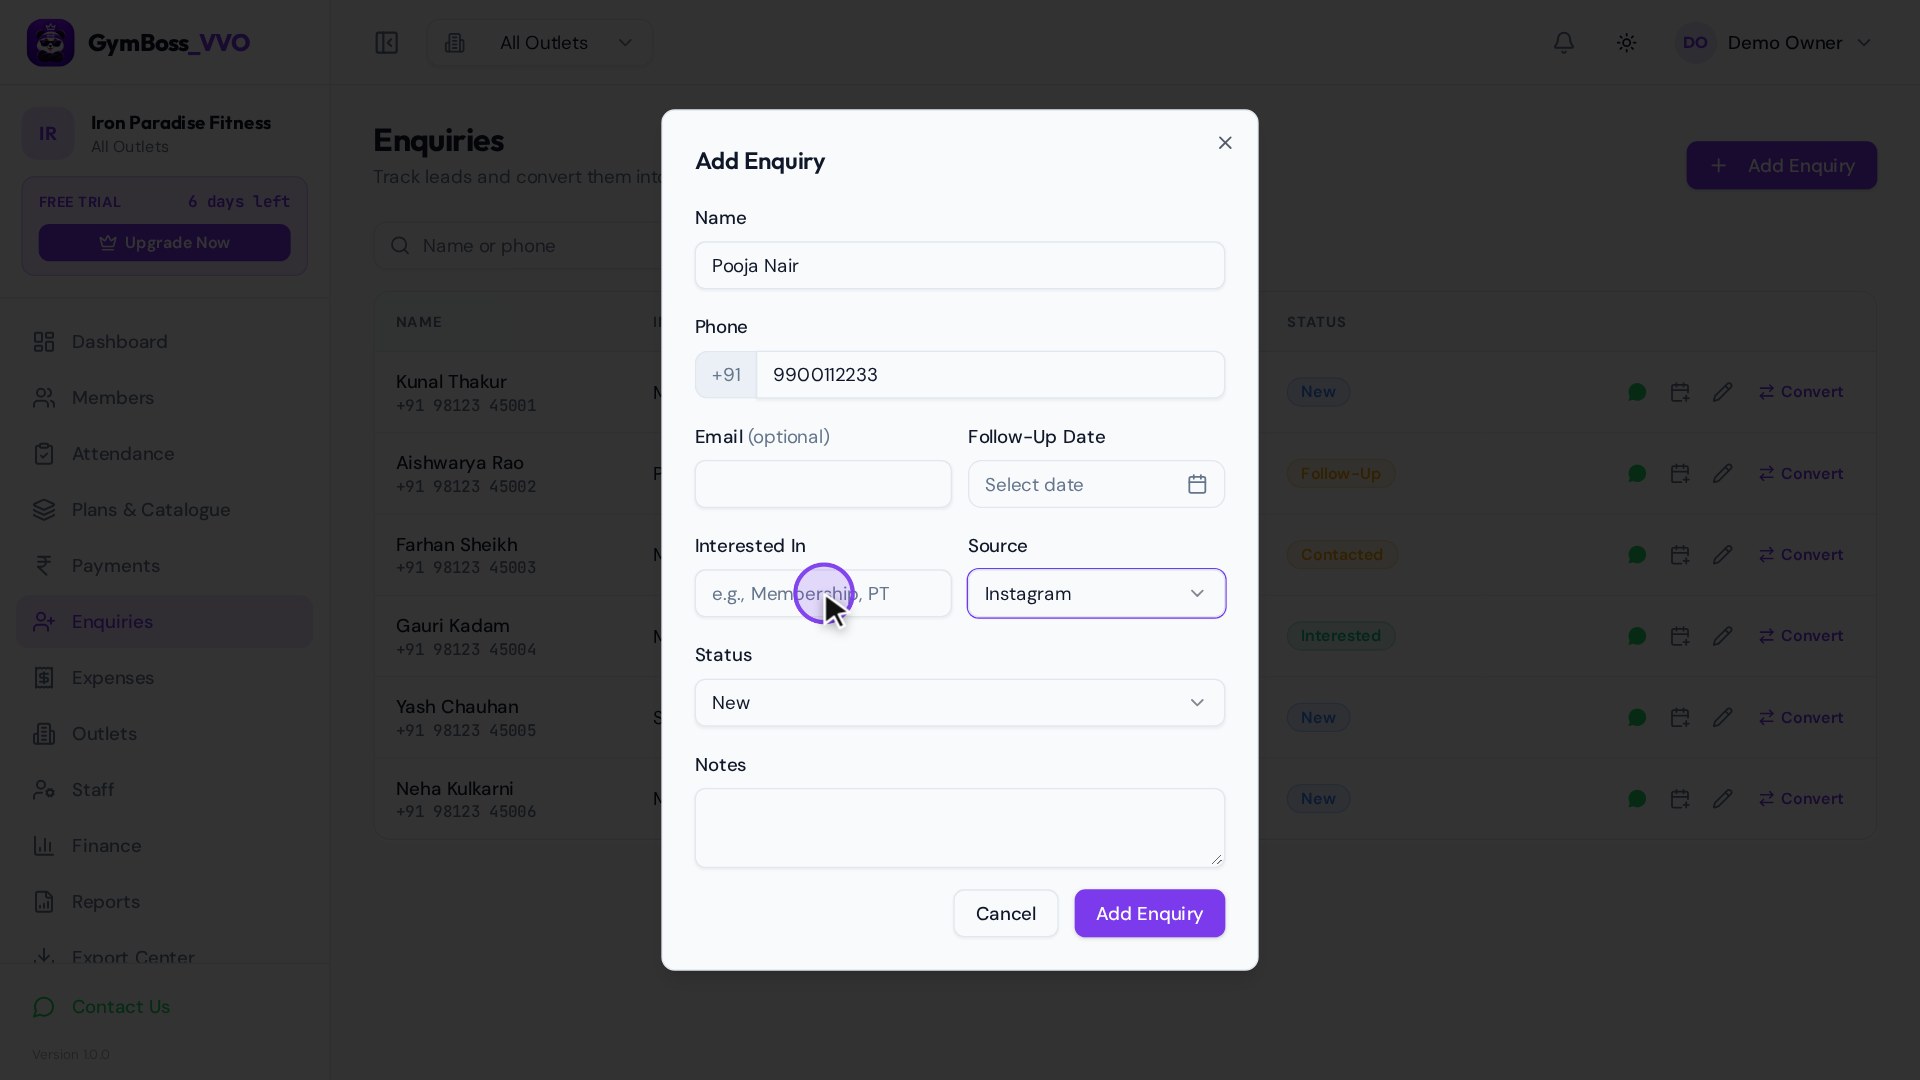 GymBoss_VVO
All Outlets
DO
Demo Owner
IR
Iron Paradise Fitness
All Outlets
FREE TRIAL
6 days left
Upgrade Now
Dashboard
Members
Attendance
Plans & Catalogue
Payments
Enquiries
Expenses
Outlets
Staff
Finance
Reports
Export Center
Contact Us
Version 1.0.0
Enquiries
Track leads and convert them
Add Enquiry
Name or phone
NAME
STATUS
Kunal Thakur
+91 98123 45001
New
Convert
Aishwarya Rao
+91 98123 45002
Follow-Up
Convert
Farhan Sheikh
+91 98123 45003
Contacted
Convert
Gauri Kadam
+91 98123 45004
Interested
Convert
Yash Chauhan
+91 98123 45005
New
Convert
Neha Kulkarni
+91 98123 45006
New
Convert
Add Enquiry
Name
Pooja Nair
Phone
+91 9900112233
Email (optional)
Follow-Up Date
Select date
Interested In
Source
e.g., Membership, PT
Instagram
Status
New
Notes
Cancel
Add Enquiry